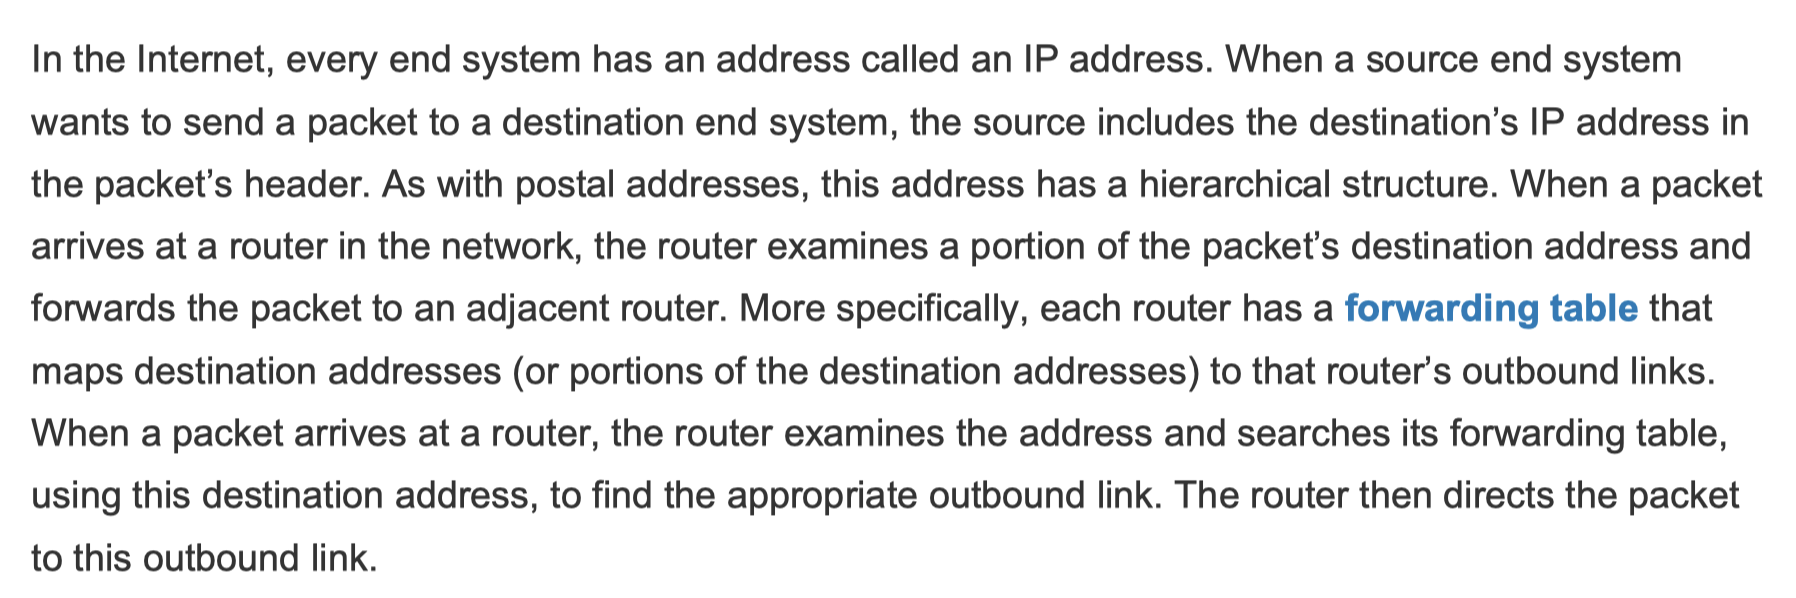 In the Internet, every end system has an address called an IP address. When a source end system
wants to send a packet to a destination end system, the source includes the destination’s IP address in
the packet’s header. As with postal addresses, this address has a hierarchical structure. When a packet
arrives at a router in the network, the router examines a portion of the packet’s destination address and
forwards the packet to an adjacent router. More specifically, each router has a forwarding table that
maps destination addresses (or portions of the destination addresses) to that router’s outbound links.
When a packet arrives at a router, the router examines the address and searches its forwarding table,
using this destination address, to find the appropriate outbound link. The router then directs the packet
to this outbound link.